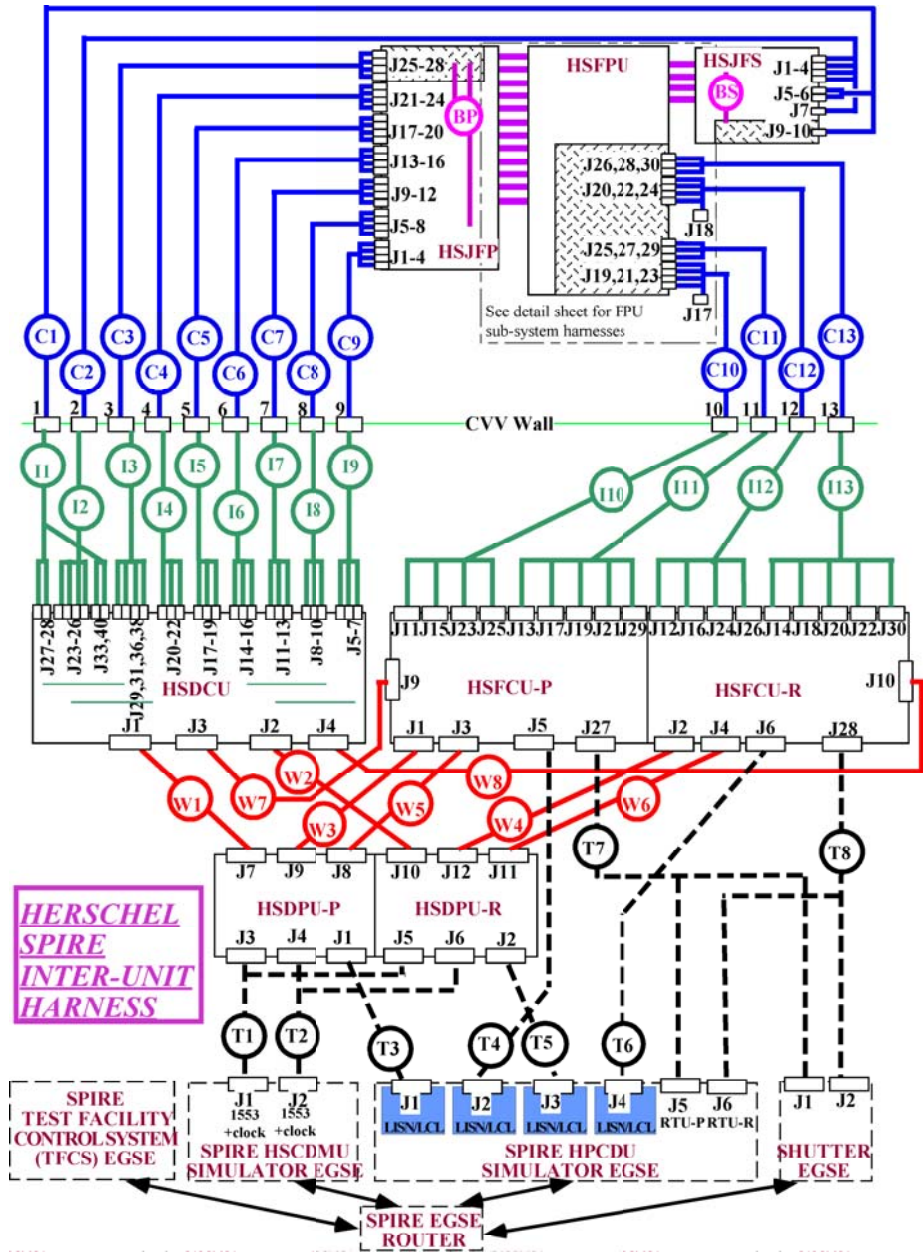 HSFPU
HSJFS
J25-28
J21-24
J17-20
J13-16
J9-12
J5-8
J1-4
BP
HSJFP
BS
J1-4
J5-6
J7
J9-10
J26,28,30
J20,22,24
J18
J25,27,29
J19,21,23
J17
See detail sheet for FPU
sub-system harnesses
C1
C2
C3
C4
C5
C6
C7
C8
C9
C10
C11
C12
C13
1 2 3 4 5 6 7 8 9
CVV Wall
10 11 12 13
I1
I2
I3
I4
I5
I6
I7
I8
I9
I10
I11
I12
I13
J27-28
J23-26
J33,40
J29,31,36,38
J20-22
J17-19
J14-16
J11-13
J8-10
J5-7
HSDCU
J1 J3 J2 J4
J11 J15 J23 J25 J13 J17 J19 J21 J29
J12 J16 J24 J26 J14 J18 J20 J22 J30
J9
HSFCU-P
HSFCU-R
J10
J1 J3 J5 J27
J2 J4 J6 J28
W1
W7
W2
W3
W5
W8
W4
W6
T7
T8
J7 J9 J8 J10 J12 J11
HSDPU-P
HSDPU-R
J3 J4 J1 J5 J6 J2
HERSCHEL
SPIRE
INTER-UNIT
HARNESS
T1
T2
T3
T4
T5
T6
SPIRE
TEST FACILITY
CONTROL SYSTEM
(TFCS) EGSE
J1 J2
1553 1553
+clock +clock
SPIRE HSCDMU
SIMULATOR EGSE
J1 J2 J3 J4 J5 J6
LISN/LCL LISN/LCL LISN/LCL LISN/LCL RTU-P RTU-R
SPIRE HPCDU
SIMULATOR EGSE
J1 J2
SHUTTER
EGSE
SPIRE EGSE
ROUTER